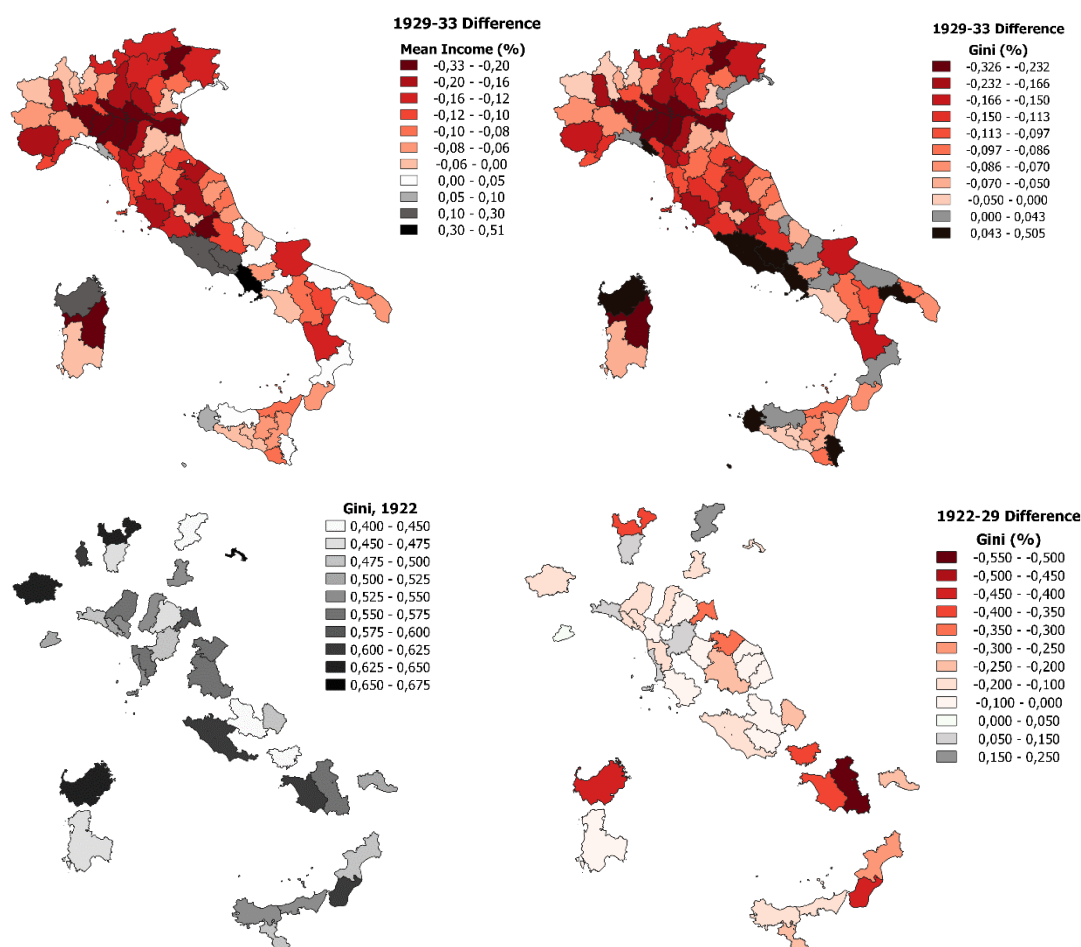 1929-33 Difference
Mean Income (%)
-0,33 - -0,20
-0,20 - -0,16
-0,16 - -0,12
-0,12 - -0,10
-0,10 - -0,08
-0,08 - -0,06
-0,06 - 0,00
0,00 - 0,05
0,05 - 0,10
0,10 - 0,30
0,30 - 0,51
1929-33 Difference
Gini (%)
-0,326 - -0,232
-0,232 - -0,166
-0,166 - -0,150
-0,150 - -0,113
-0,113 - -0,097
-0,097 - -0,086
-0,086 - -0,070
-0,070 - -0,050
-0,050 - -0,000
0,000 - -0,043
0,043 - -0,505
Gini, 1922
0,400 - 0,450
0,450 - 0,475
0,475 - 0,500
0,500 - 0,525
0,525 - 0,550
0,550 - 0,575
0,575 - 0,600
0,600 - 0,625
0,625 - 0,650
0,650 - 0,675
1922-29 Difference
Gini (%)
-0,550 - -0,500
-0,500 - -0,450
-0,450 - -0,400
-0,400 - -0,350
-0,350 - -0,300
-0,300 - -0,250
-0,250 - -0,200
-0,200 - -0,100
-0,100 - 0,000
0,000 - 0,050
0,050 - 0,150
0,150 - 0,250